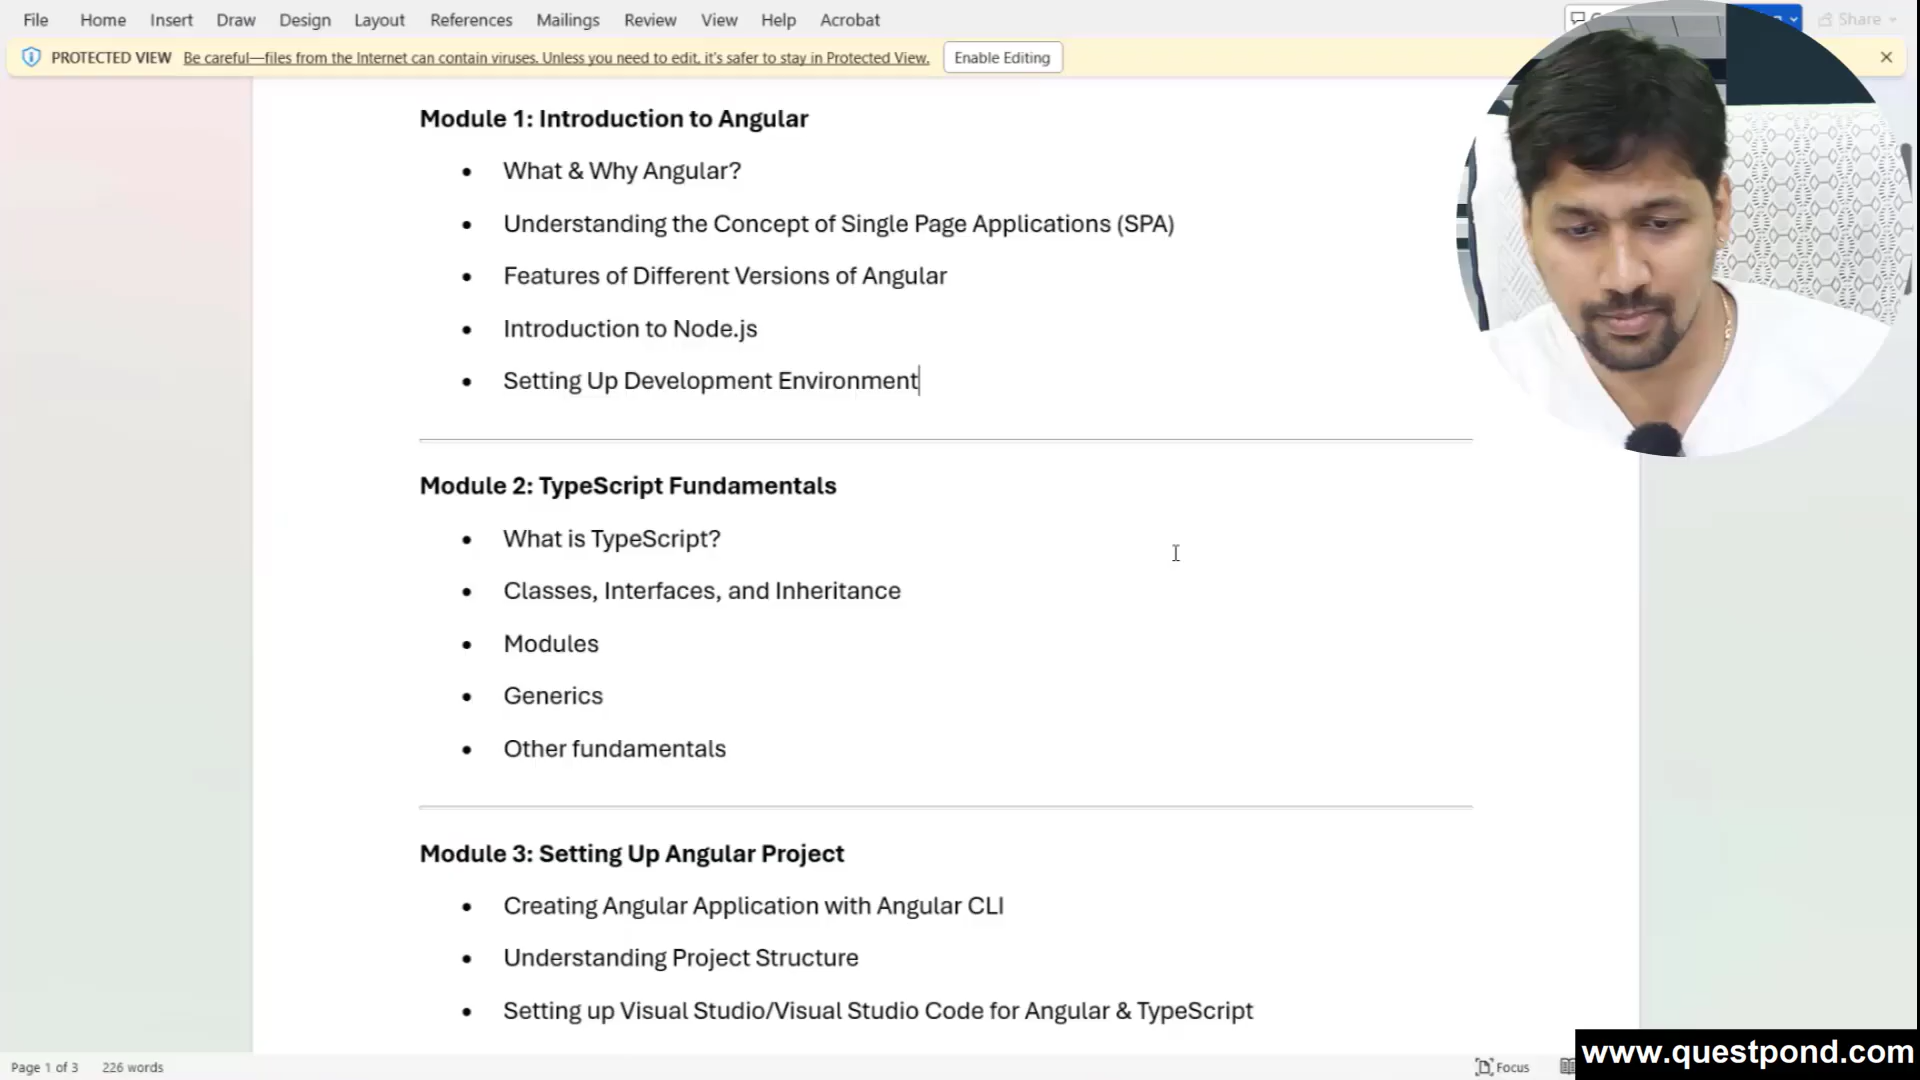 File Home Insert Draw Design Layout References Mailings Review View Help Acrobat Share
PROTECTED VIEW Be careful—files from the Internet can contain viruses. Unless you need to edit, it's safer to stay in Protected View. Enable Editing
Module 1: Introduction to Angular
• What & Why Angular?
• Understanding the Concept of Single Page Applications (SPA)
• Features of Different Versions of Angular
• Introduction to Node.js
• Setting Up Development Environment
Module 2: TypeScript Fundamentals
• What is TypeScript?
• Classes, Interfaces, and Inheritance
• Modules
• Generics
• Other fundamentals
Module 3: Setting Up Angular Project
• Creating Angular Application with Angular CLI
• Understanding Project Structure
• Setting up Visual Studio/Visual Studio Code for Angular & TypeScript
www.questpond.com
Page 1 of 3 226 words Focus